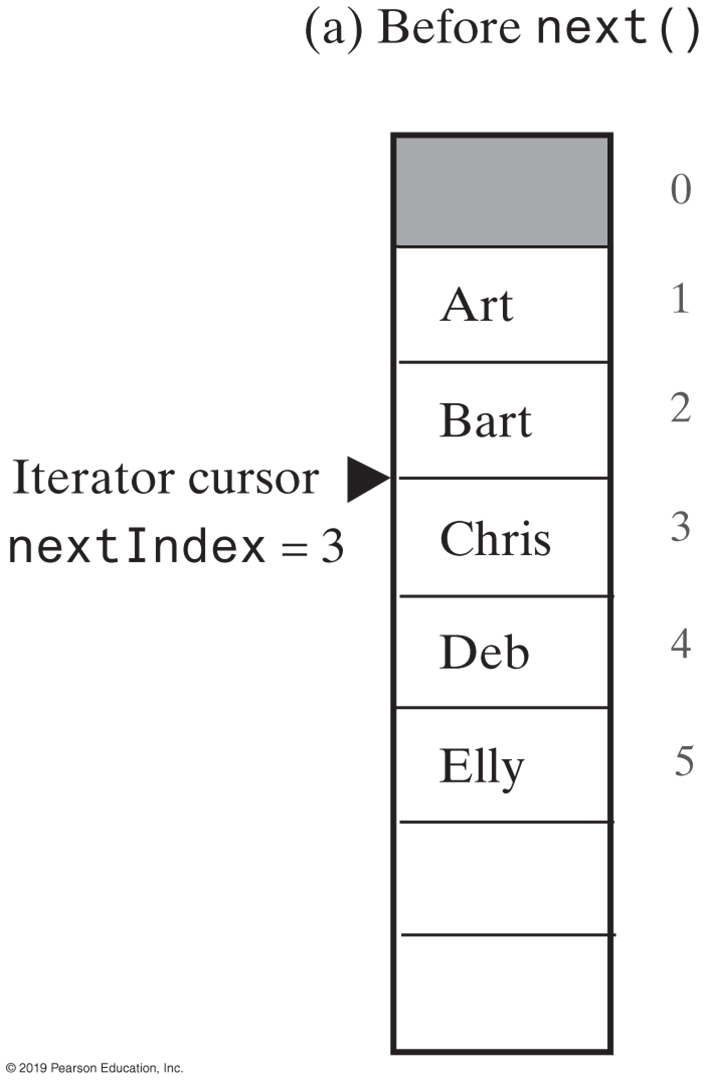 (a) Before next()
0
Art 1
Bart 2
Iterator cursor
nextIndex = 3
Chris 3
Deb 4
Elly 5
© 2019 Pearson Education, Inc.